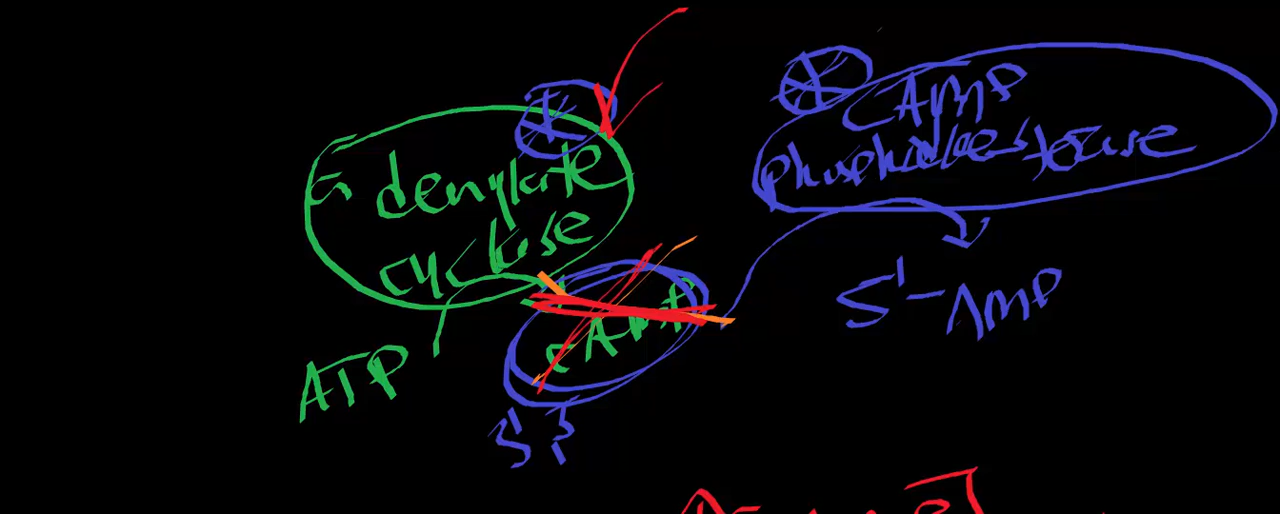 adenylate
cyclase
ATP
cAMP
cAMP
phosphodiesterase
5'-AMP